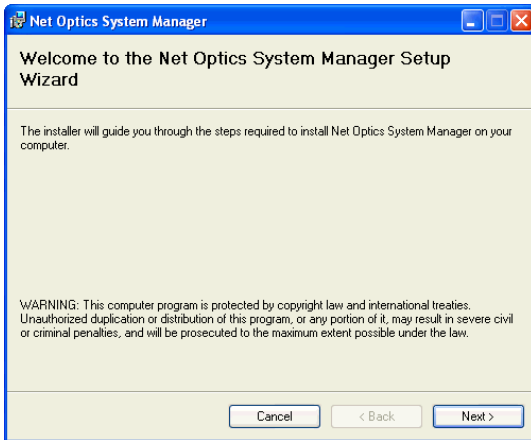 Net Optics System Manager
Welcome to the Net Optics System Manager Setup
Wizard
The installer will guide you through the steps required to install Net Optics System Manager on your
computer.
WARNING: This computer program is protected by copyright law and international treaties.
Unauthorized duplication or distribution of this program, or any portion of it, may result in severe civil
or criminal penalties, and will be prosecuted to the maximum extent possible under the law.
Cancel < Back Next >